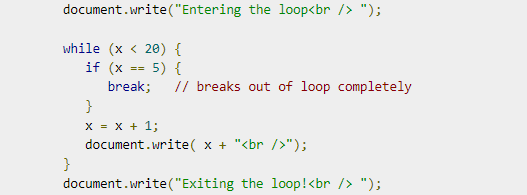 document.write("Entering the loop<br /> ");
while (x < 20) {
if (x == 5) {
break; // breaks out of loop completely
}
x = x + 1;
document.write( x + "<br />");
}
document.write("Exiting the loop!<br /> ");